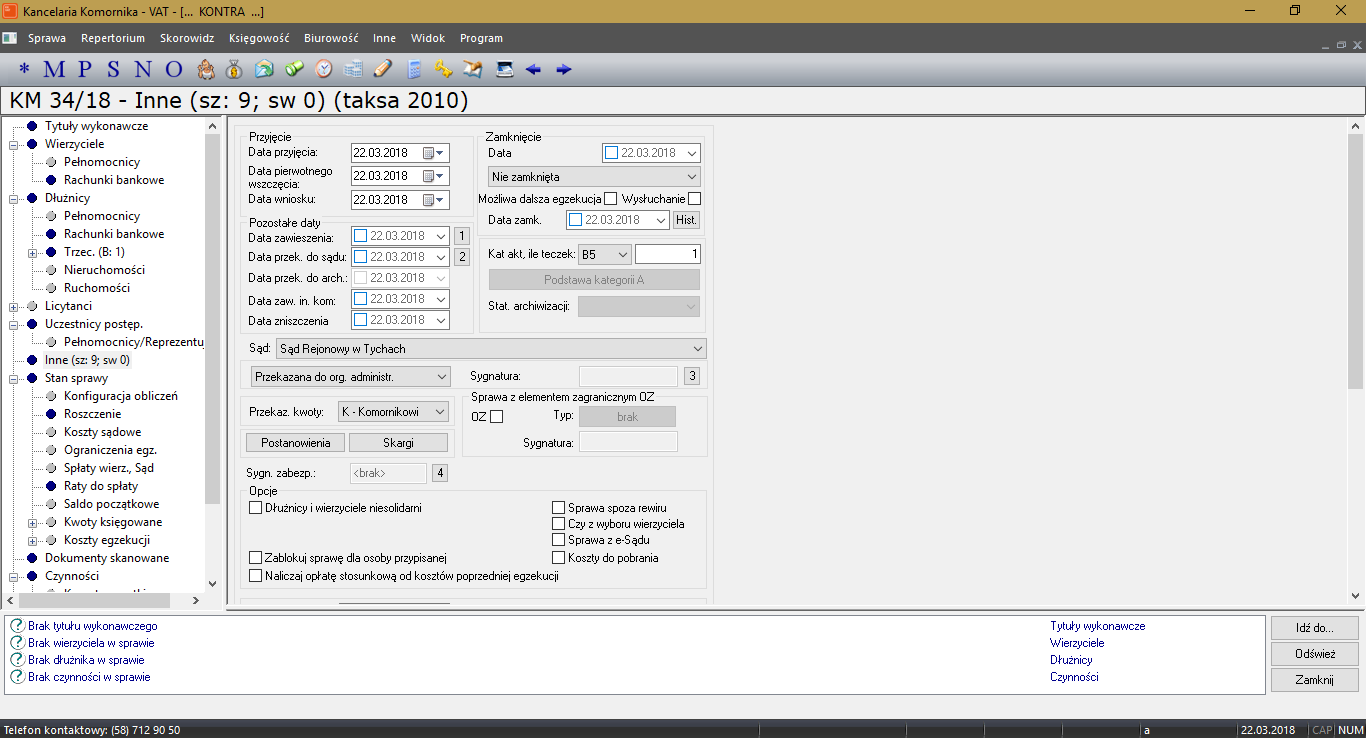 Kancelaria Komornika - VAT - [... KONTRA ...]
Sprawa Repertorium Skorowidz Księgowość Biurowość Inne Widok Program
* M P S N O
KM 34/18 - Inne (sz: 9; sw 0) (taksa 2010)
Tytuły wykonawcze
Wierzyciele
Pełnomocnicy
Rachunki bankowe
Dłużnicy
Pełnomocnicy
Rachunki bankowe
Trzec. (B: 1)
Nieruchomości
Ruchomości
Licytanci
Uczestnicy postęp.
Pełnomocnicy/Reprezentu
Inne (sz: 9; sw 0)
Stan sprawy
Konfiguracja obliczeń
Roszczenie
Koszty sądowe
Ograniczenia egz.
Spłaty wierz., Sąd
Raty do spłaty
Saldo początkowe
Kwoty księgowane
Koszty egzekucji
Dokumenty skanowane
Czynności
Przyjęcie
Data przyjęcia: 22.03.2018
Data pierwotnego
wszczęcia: 22.03.2018
Data wniosku: 22.03.2018
Pozostałe daty
Data zawieszenia: 22.03.2018 1
Data przek. do sądu: 22.03.2018 2
Data przek. do arch.: 22.03.2018
Data zaw. in. kom: 22.03.2018
Data zniszczenia 22.03.2018
Zamknięcie
Data 22.03.2018
Nie zamknięta
Możliwa dalsza egzekucja Wysłuchanie
Data zamk. 22.03.2018 Hist.
Kat akt, ile teczek: B5 1
Podstawa kategorii A
Stat. archiwizacji:
Sąd: Sąd Rejonowy w Tychach
Przekazana do org. administr. Sygnatura: 3
Przekaz. kwoty: K - Komornikowi
Postanowienia Skargi
Sprawa z elementem zagranicznym OZ
OZ Typ: brak
Sygnatura:
Sygn. zabezp.: <brak> 4
Opcje
Dłużnicy i wierzyciele niesolidarni
Sprawa spoza rewiru
Czy z wyboru wierzyciela
Sprawa z e-Sądu
Zablokuj sprawę dla osoby przypisanej Koszty do pobrania
Naliczaj opłatę stosunkową od kosztów poprzedniej egzekucji
Brak tytułu wykonawczego Tytuły wykonawcze
Brak wierzyciela w sprawie Wierzyciele
Brak dłużnika w sprawie Dłużnicy
Brak czynności w sprawie Czynności
Idź do...
Odśwież
Zamknij
Telefon kontaktowy: (58) 712 90 50 a 22.03.2018 CAP NUM